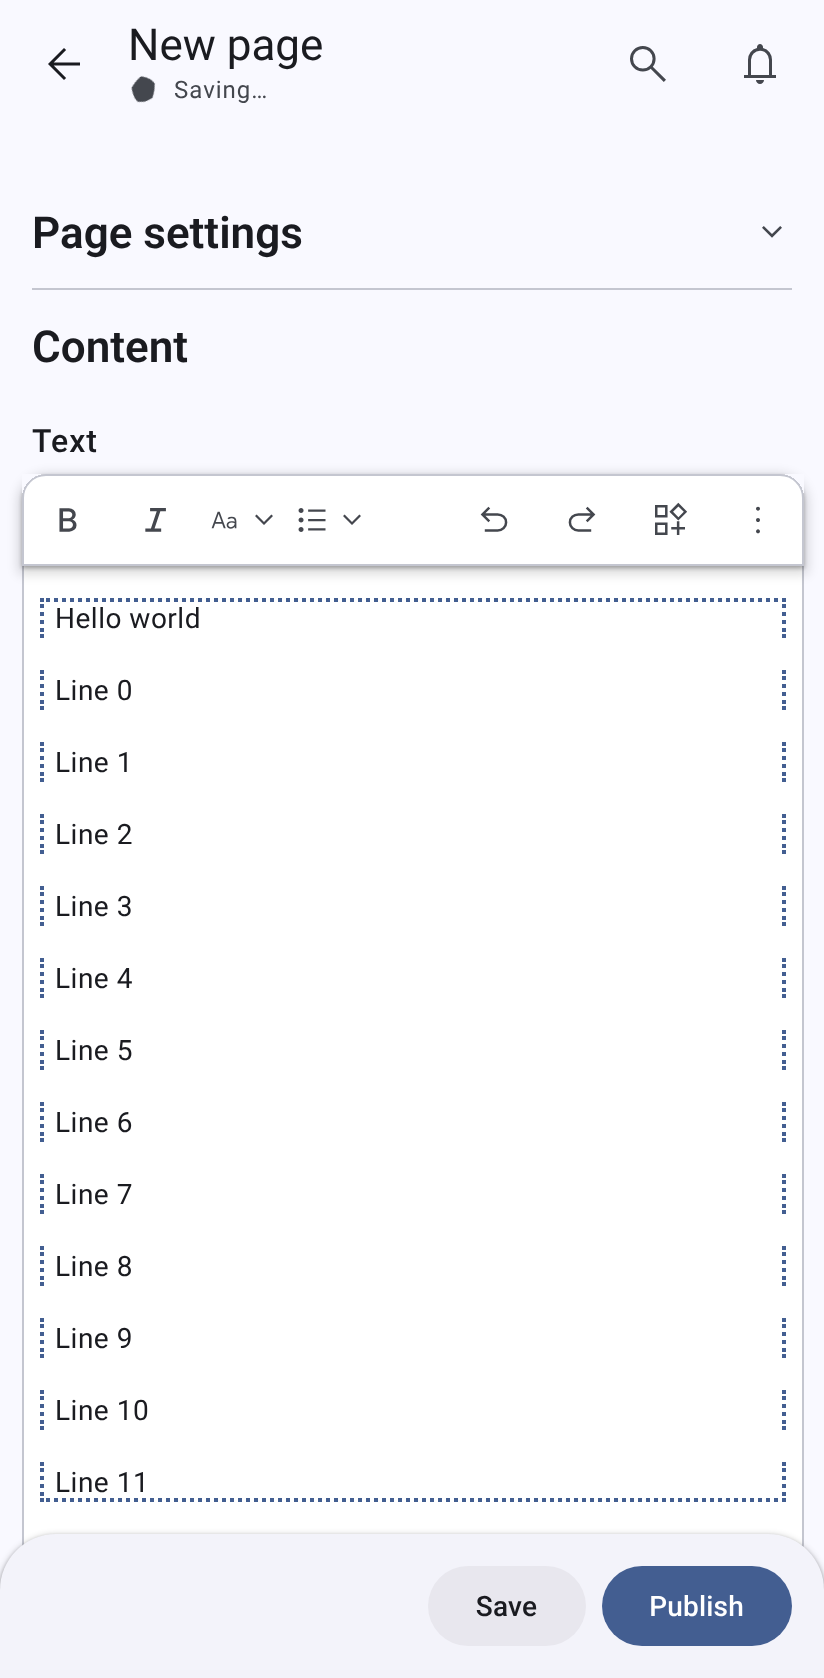 New page
Saving...
Page settings
Content
Text
B I Aa
Hello world
Line 0
Line 1
Line 2
Line 3
Line 4
Line 5
Line 6
Line 7
Line 8
Line 9
Line 10
Line 11
Save Publish